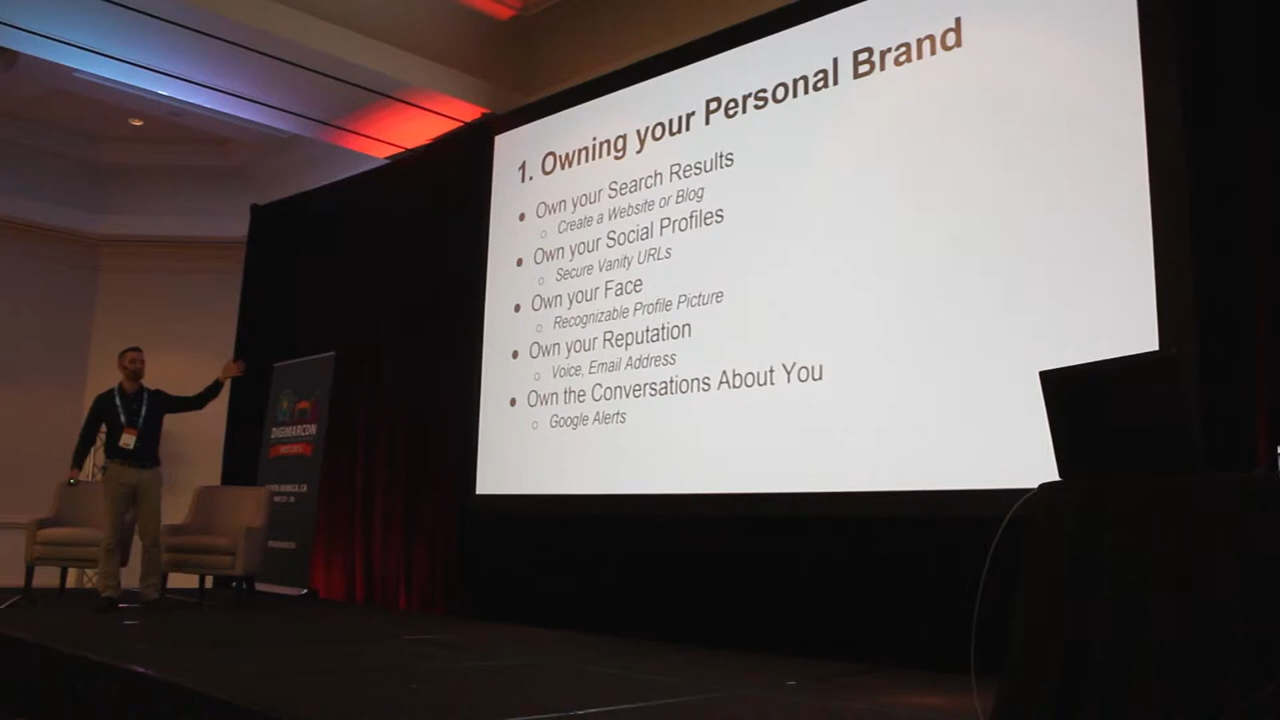 1. Owning your Personal Brand
● Own your Search Results
○ Create a Website or Blog
● Own your Social Profiles
○ Secure Vanity URLs
● Own your Face
○ Recognizable Profile Picture
● Own your Reputation
○ Voice, Email Address
● Own the Conversations About You
○ Google Alerts
DIGIMARCON